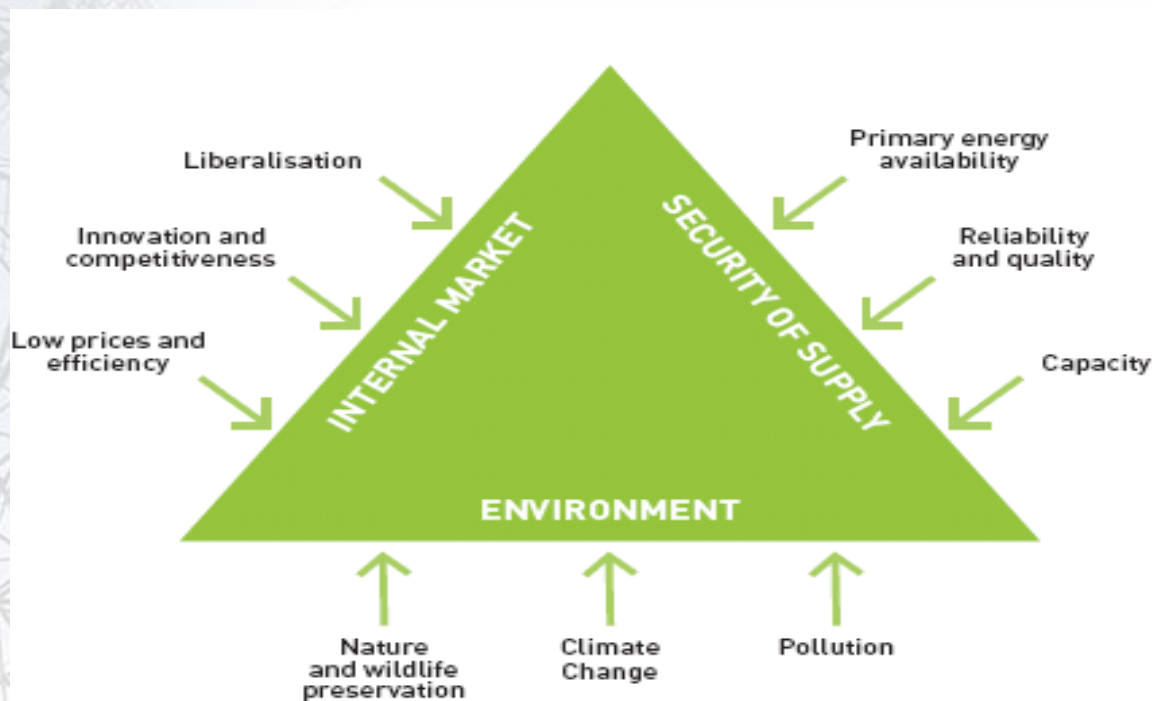 Liberalisation
Innovation and
competitiveness
Low prices and
efficiency
INTERNAL MARKET
Primary energy
availability
Reliability
and quality
Capacity
SECURITY OF SUPPLY
ENVIRONMENT
Nature
and wildlife
preservation
Climate
Change
Pollution